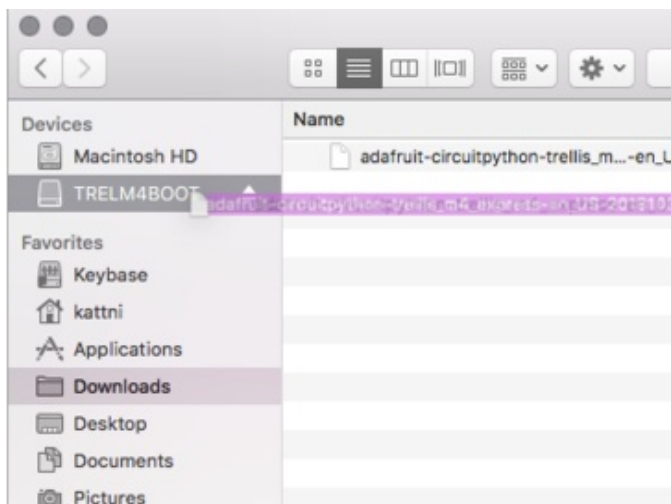 Name
Devices
adafruit-circuitpython-trellis_m...-en_U
Macintosh HD
TRELM4BOOT
Favorites
Keybase
kattni
Applications
Downloads
Desktop
Documents
Pictures